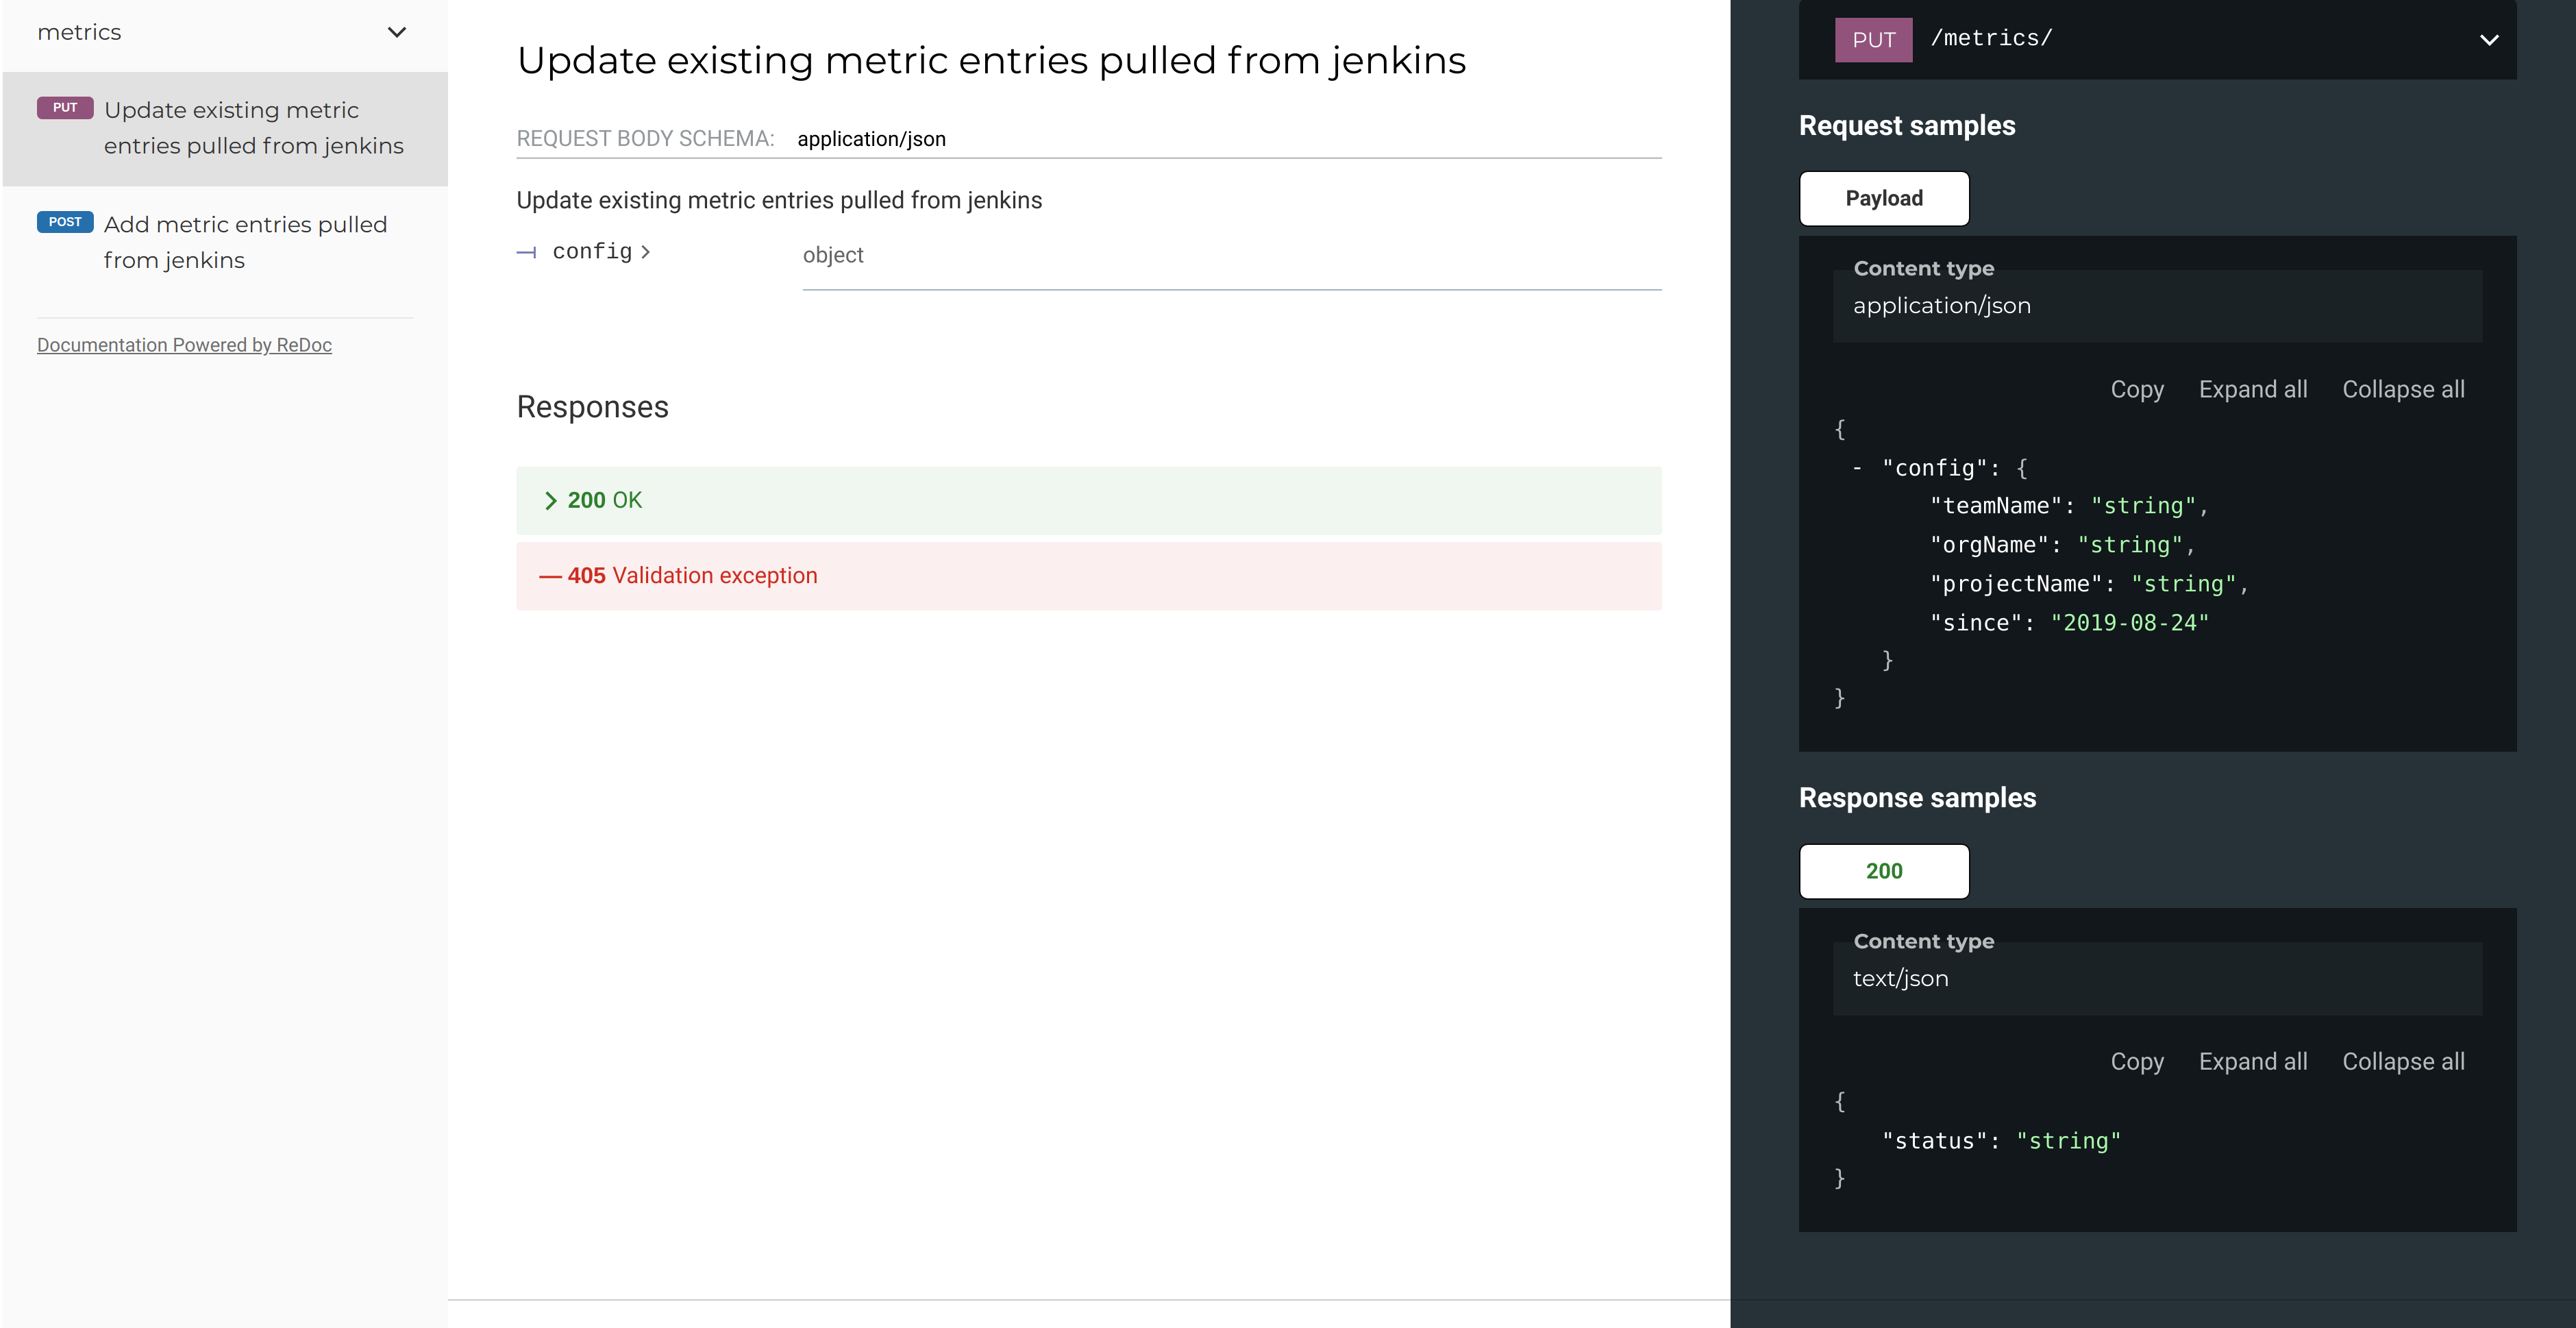 metrics
PUT
Update existing metric
entries pulled from jenkins
POST
Add metric entries pulled
from jenkins
Documentation Powered by ReDoc
Update existing metric entries pulled from jenkins
REQUEST BODY SCHEMA: application/json
Update existing metric entries pulled from jenkins
config
object
Responses
200 OK
405 Validation exception
PUT /metrics/
Request samples
Payload
Content type
application/json
Copy Expand all Collapse all
{
- "config": {
"teamName": "string",
"orgName": "string",
"projectName": "string",
"since": "2019-08-24"
}
}
Response samples
200
Content type
text/json
Copy Expand all Collapse all
{
"status": "string"
}